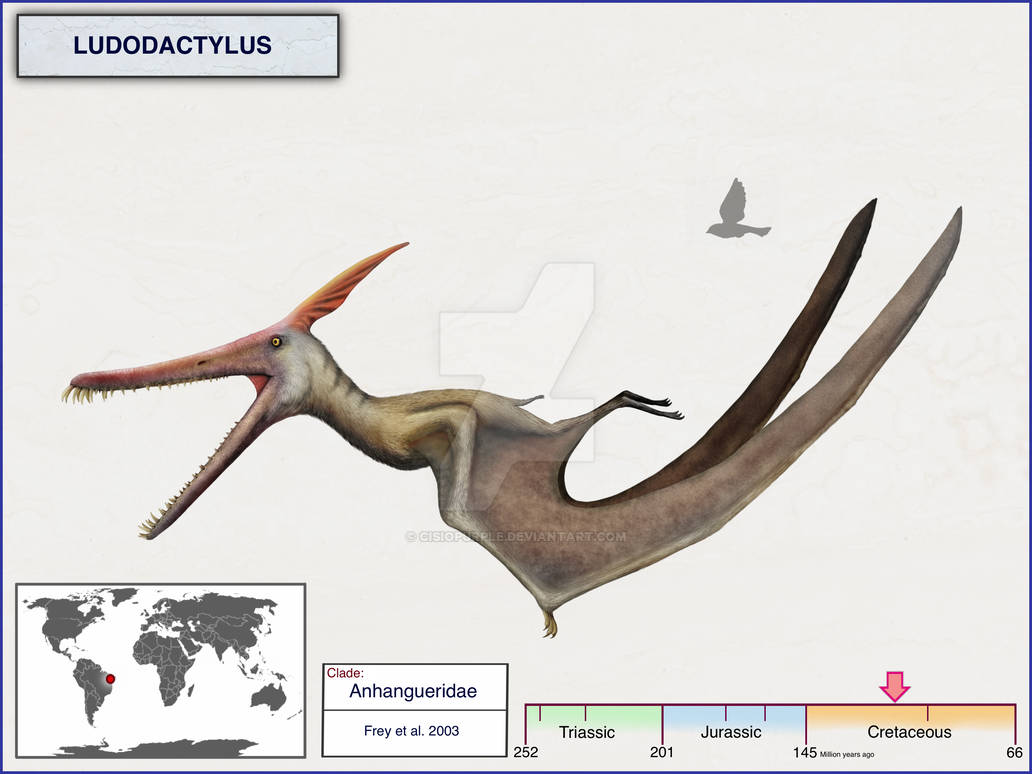 LUDODACTYLUS
© CISIOPURPLE.DEVIANTART.COM
Clade:
Anhangueridae
Frey et al. 2003
Triassic
Jurassic
Cretaceous
252
201
145
Million years ago
66